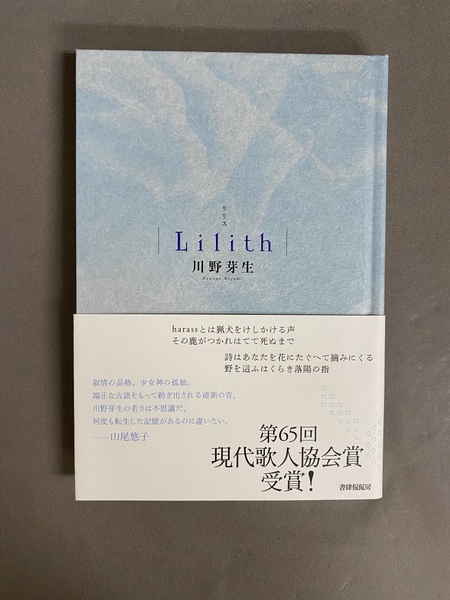 リリス
Lilith
川野芽生
Kawano Megumi
harassとは猟犬をけしかける声
その鹿がつかれはてて死ぬまで
詩はあなたを花にたぐへて摘みにくる
野を這ふはくらき落陽の指
叙情の品格、少女神の孤独。
端正な古語をもって紡ぎ出される清新の青。
川野芽生の若さは不思議だ、
何度も転生した記憶があるのに違いない。
——山尾悠子
第65回
現代歌人協会賞
受賞!
書肆侃侃房